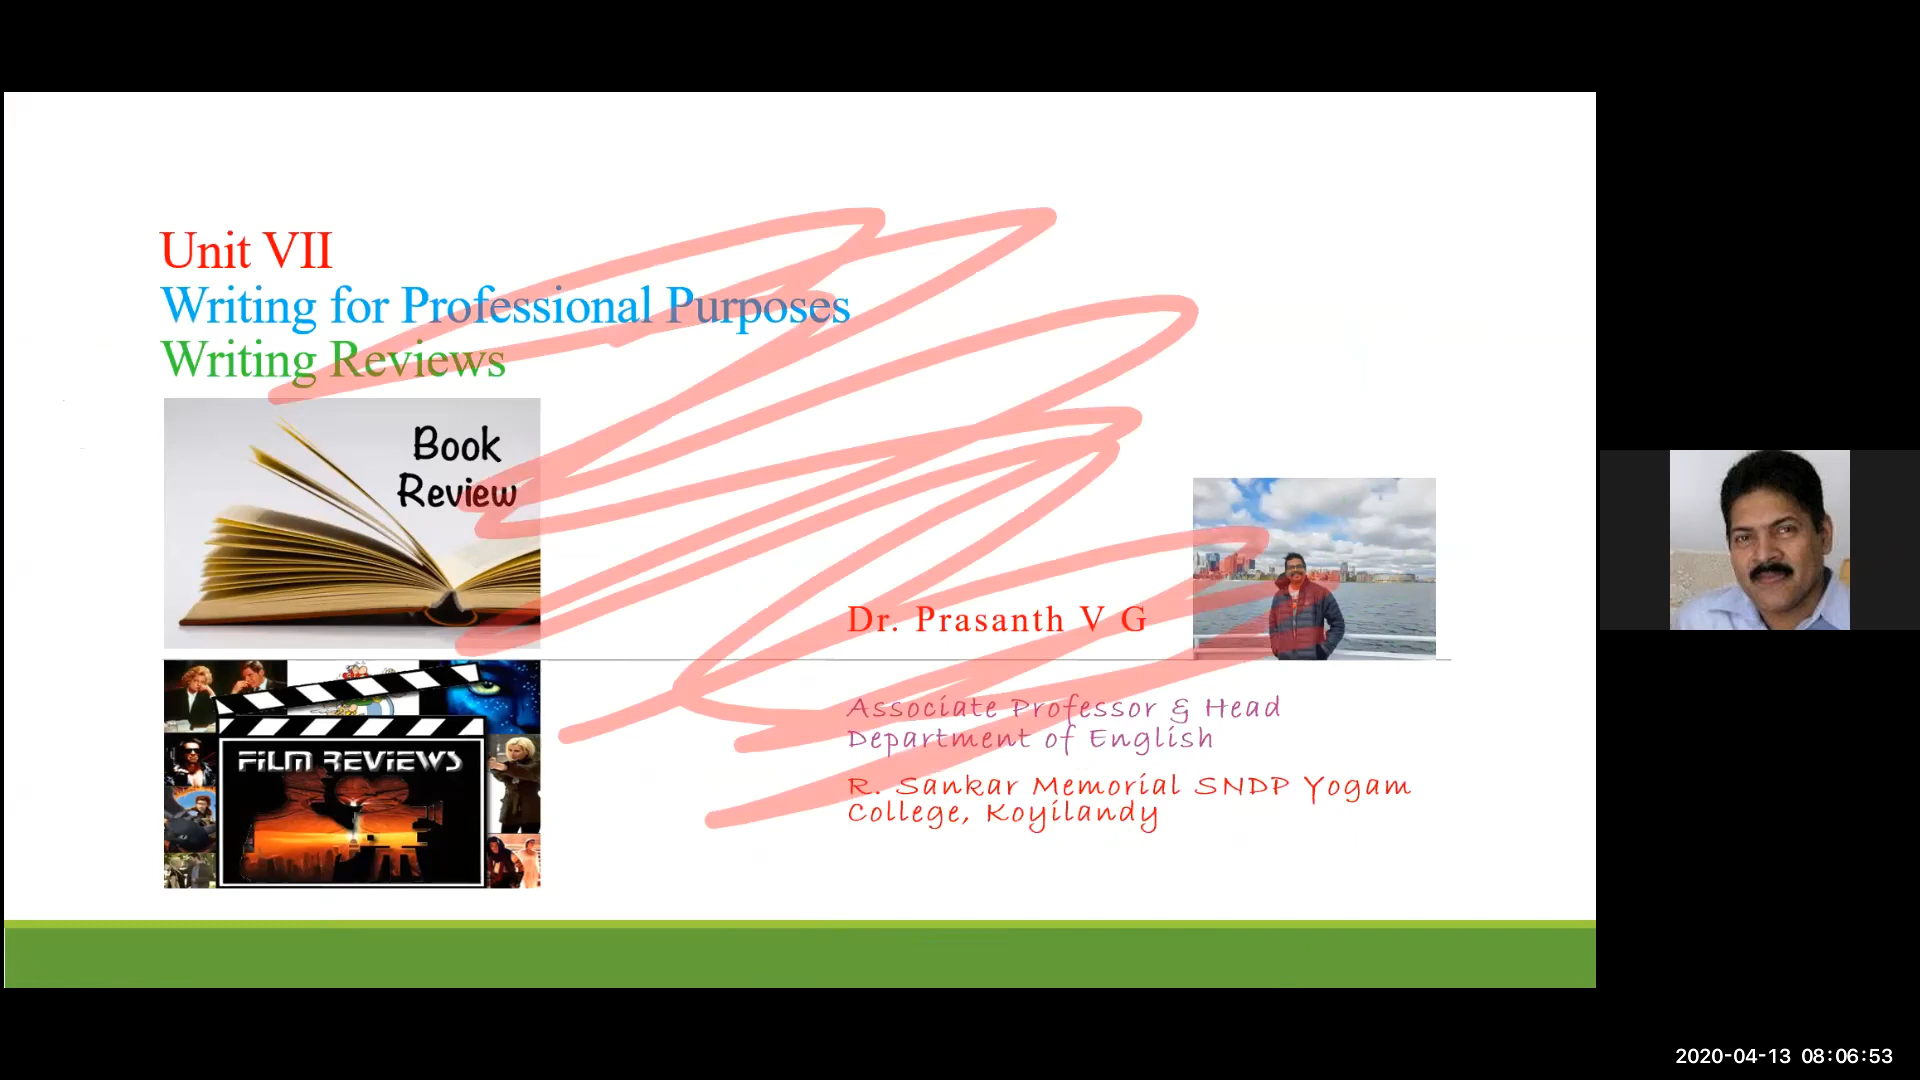 Unit VII
Writing for Professional Purposes
Writing Reviews
Book
Review
FILM REVIEWS
Dr. Prasanth V G
Associate Professor & Head
Department of English
R. Sankar Memorial SNDP Yogam
College, Koyilandy
2020-04-13 08:06:53